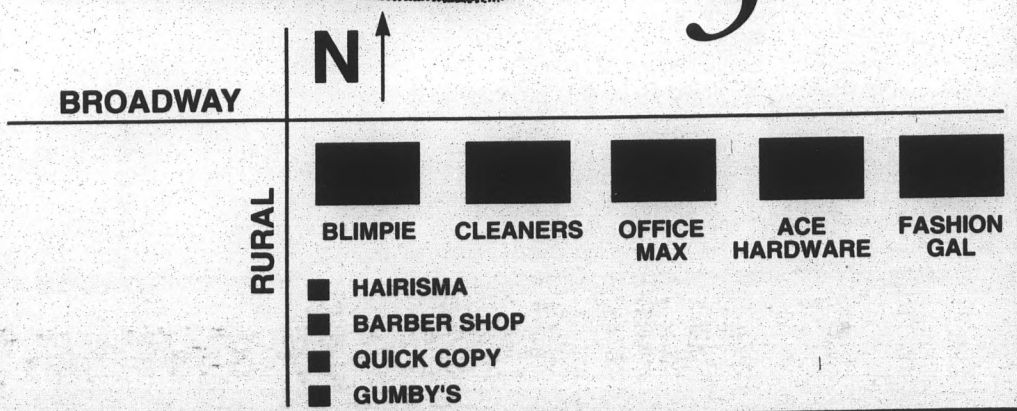 N
BROADWAY
RURAL
BLIMPIE
CLEANERS
OFFICE
MAX
ACE
HARDWARE
FASHION
GAL
HAIRISMA
BARBER SHOP
QUICK COPY
GUMBY'S